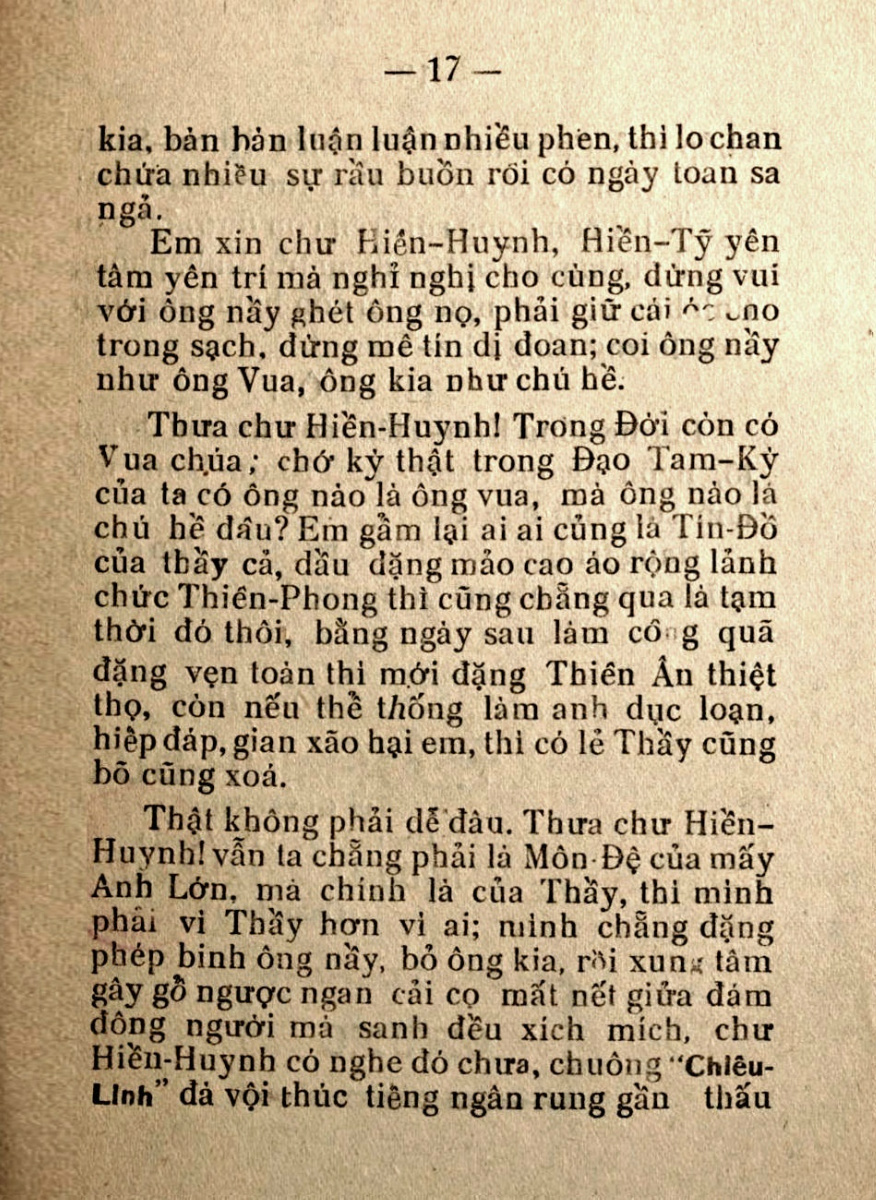 — 17 —
kia, bàn bàn luận luận nhiều phen, thì lo chan
chứa nhiều sự rầu buồn rồi có ngày toan sa
ngả.
Em xin chư Hiền-Huynh, Hiền-Tỹ yên
tâm yên trí mà nghỉ nghị cho cùng, đừng vui
với ông nầy ghét ông nọ, phải giữ cái
trong sạch, đừng mê tín dị đoan; coi ông nầy
như ông Vua, ông kia như chú hề.
Thưa chư Hiền-Huynh! Trong Đời còn có
Vua chúa; chớ kỳ thật trong Đạo Tam-Kỳ
của ta có ông nào là ông vua, mà ông nào là
chú hề đâu? Em gẫm lại ai ai củng là Tín-Đồ
của thầy cả, dầu đặng mảo cao áo rộng lảnh
chức Thiên-Phong thì cũng chẳng qua là tạm
thời đó thôi, bằng ngày sau làm công quã
đặng vẹn toàn thì mới đặng Thiên Ân thiệt
thọ, còn nếu thề thống làm anh dục loạn,
hiếp đáp, gian xão hại em, thì có lẻ Thầy cũng
bõ cũng xoá.
Thật không phải dễ đâu. Thưa chư Hiền-
Huynh! vẫn ta chẳng phải là Môn-Đệ của mấy
Anh Lớn, mà chính là của Thầy, thì mình
phải vì Thầy hơn vì ai; mình chẳng đặng
phép binh ông nầy, bỏ ông kia, rồi xung tâm
gây gổ ngược ngan cải cọ mất nết giửa đám
đông người mà sanh đều xích mích, chư
Hiền-Huynh có nghe đó chưa, chuông "Chiêu-
Linh" đả vội thúc tiếng ngân rung gần thấu